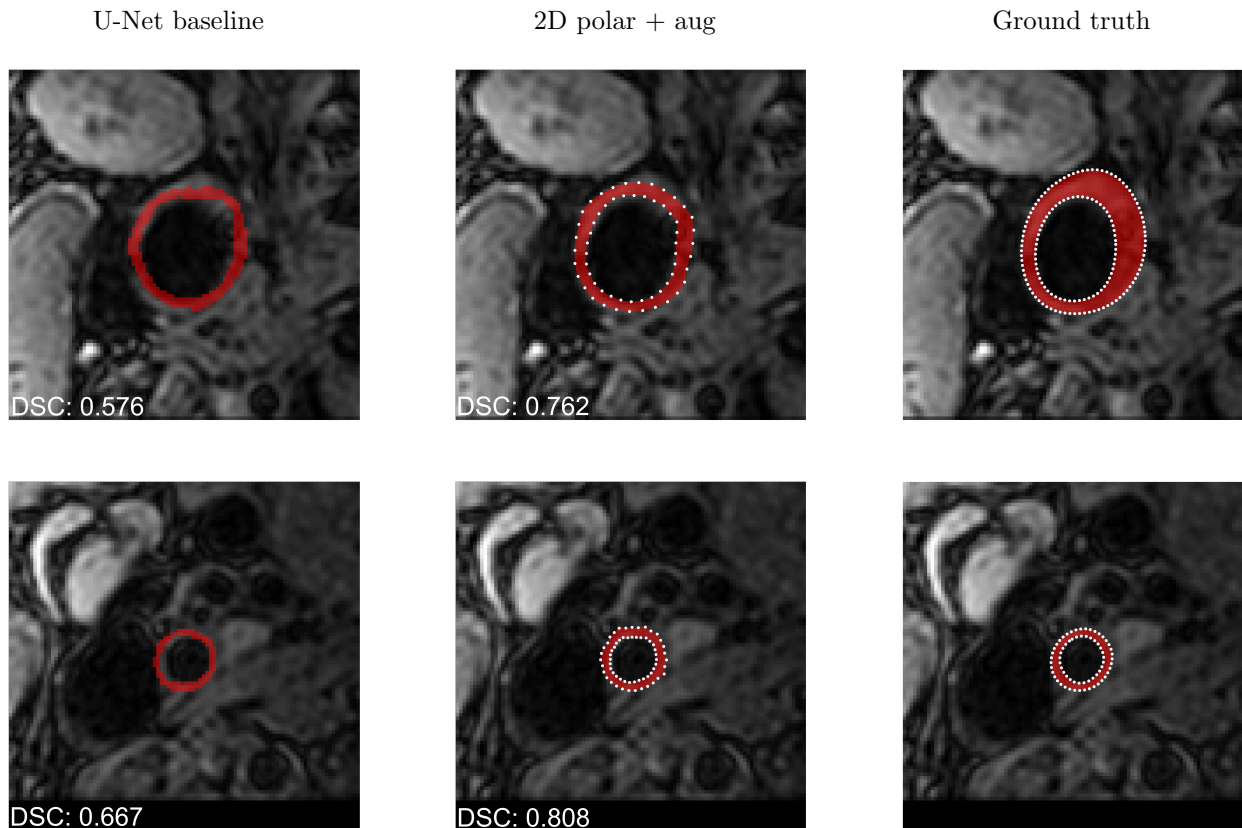 U-Net baseline
2D polar + aug
Ground truth
DSC: 0.576
DSC: 0.762
DSC: 0.667
DSC: 0.808